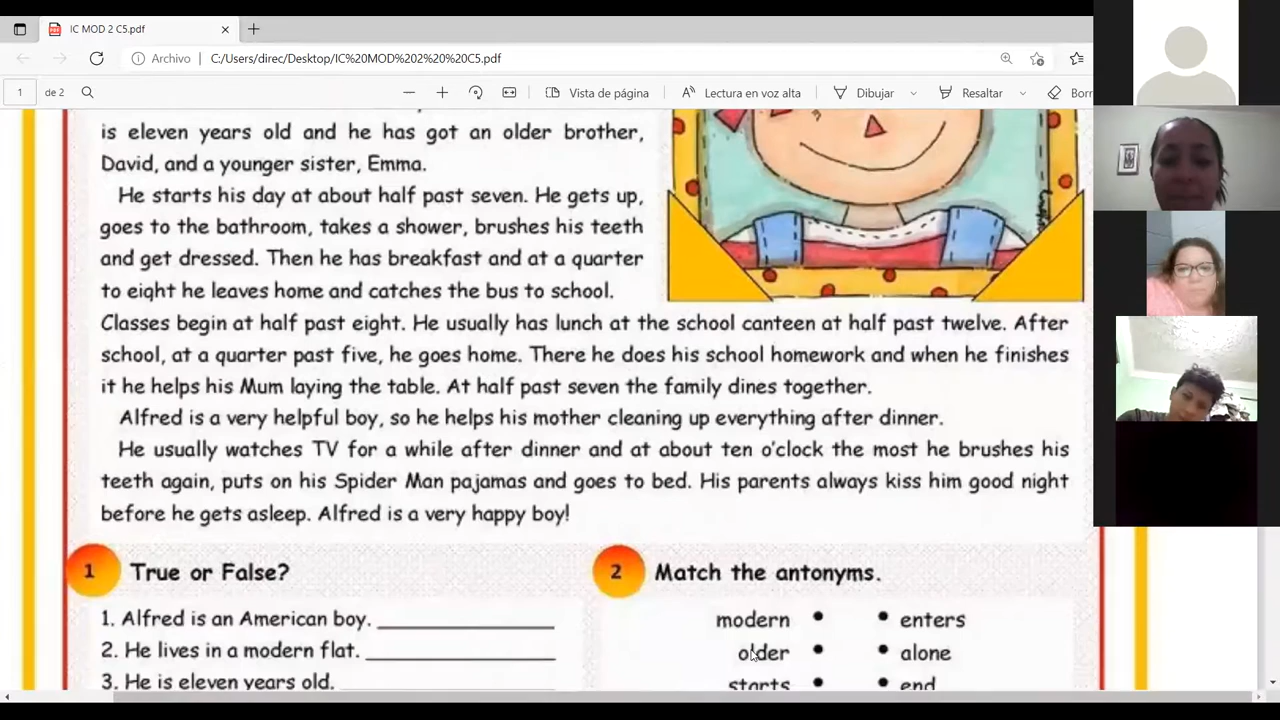 IC MOD 2 C5.pdf
Archivo C:/Users/direc/Desktop/IC%20MOD%202%20%20C5.pdf
1 de 2 Vista de página Lectura en voz alta Dibujar Resaltar Borr
is eleven years old and he has got an older brother,
David, and a younger sister, Emma.
He starts his day at about half past seven. He gets up,
goes to the bathroom, takes a shower, brushes his teeth
and get dressed. Then he has breakfast and at a quarter
to eight he leaves home and catches the bus to school.
Classes begin at half past eight. He usually has lunch at the school canteen at half past twelve. After
school, at a quarter past five, he goes home. There he does his school homework and when he finishes
it he helps his Mum laying the table. At half past seven the family dines together.
Alfred is a very helpful boy, so he helps his mother cleaning up everything after dinner.
He usually watches TV for a while after dinner and at about ten o'clock the most he brushes his
teeth again, puts on his Spider Man pajamas and goes to bed. His parents always kiss him good night
before he gets asleep. Alfred is a very happy boy!
1 True or False?
1. Alfred is an American boy.
2. He lives in a modern flat.
3. He is eleven years old.
2 Match the antonyms.
modern • • enters
older • • alone
starts • • end